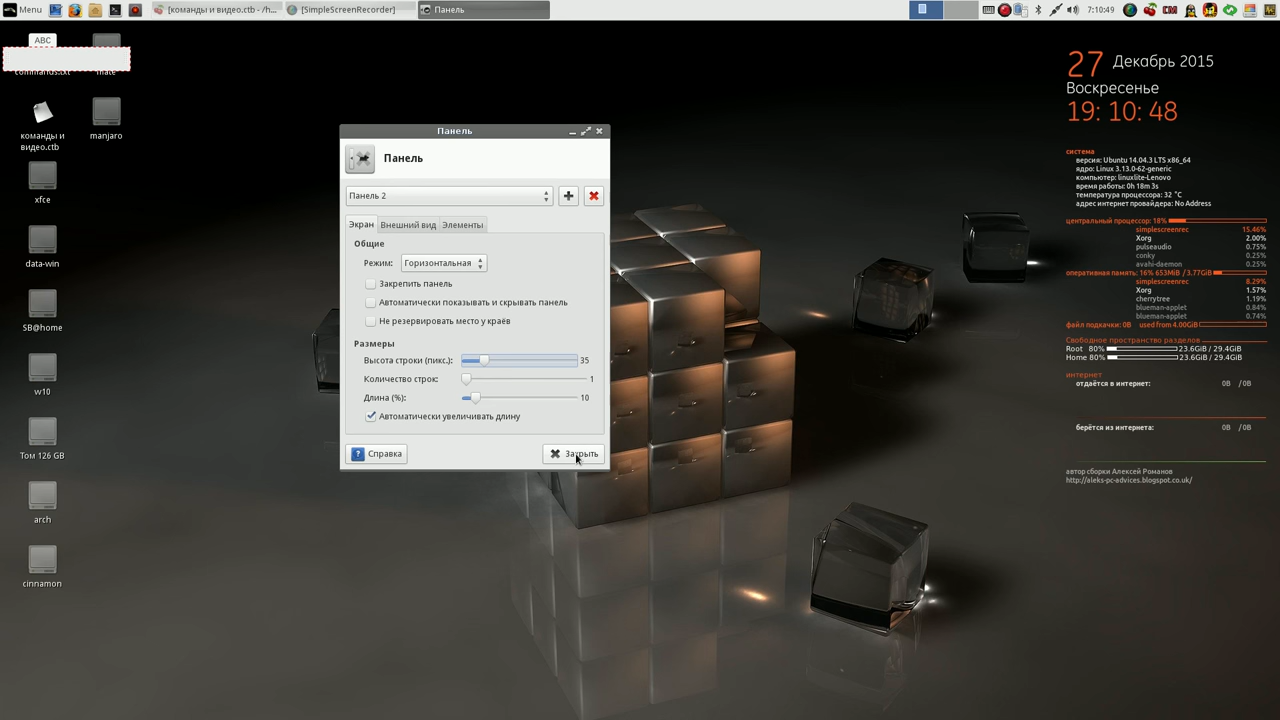 Menu
[команды и видео.ctb - /h...
[SimpleScreenRecorder]
Панель
CM
7:10:49
ABC
commands.txt
mate
команды и видео.ctb
manjaro
xfce
data-win
SB@home
w10
Том 126 GB
arch
cinnamon
Панель
Панель
Панель 2
Экран
Внешний вид
Элементы
Общие
Режим: Горизонтальная
Закрепить панель
Автоматически показывать и скрывать панель
Не резервировать место у краёв
Размеры
Высота строки (пикс.): 35
Количество строк: 1
Длина (%): 10
Автоматически увеличивать длину
? Справка
Закрыть
27 Декабрь 2015
Воскресенье
19: 10: 48
система
версия: Ubuntu 14.04.3 LTS x86_64
ядро: Linux 3.13.0-62-generic
компьютер: linuxlite-Lenovo
время работы: 0h 18m 3s
температура процессора: 32 °C
адрес интернет провайдера: No Address
центральный процессор: 18%
simplescreenrec 15.46%
Xorg 2.00%
pulseaudio 0.75%
conky 0.25%
avahi-daemon 0.25%
оперативная память: 16% 653MiB / 3.77GiB
simplescreenrec 8.29%
Xorg 1.57%
cherrytree 1.19%
blueman-applet 0.84%
blueman-applet 0.74%
файл подкачки: 0B used from 4.00GiB
Свободное пространство разделов
Root 80% 23.6GiB / 29.4GiB
Home 80% 23.6GiB / 29.4GiB
интернет
отдаётся в интернет: 0B /0B
берётся из интернета: 0B /0B
автор сборки Алексей Романов
http://aleks-pc-advices.blogspot.co.uk/